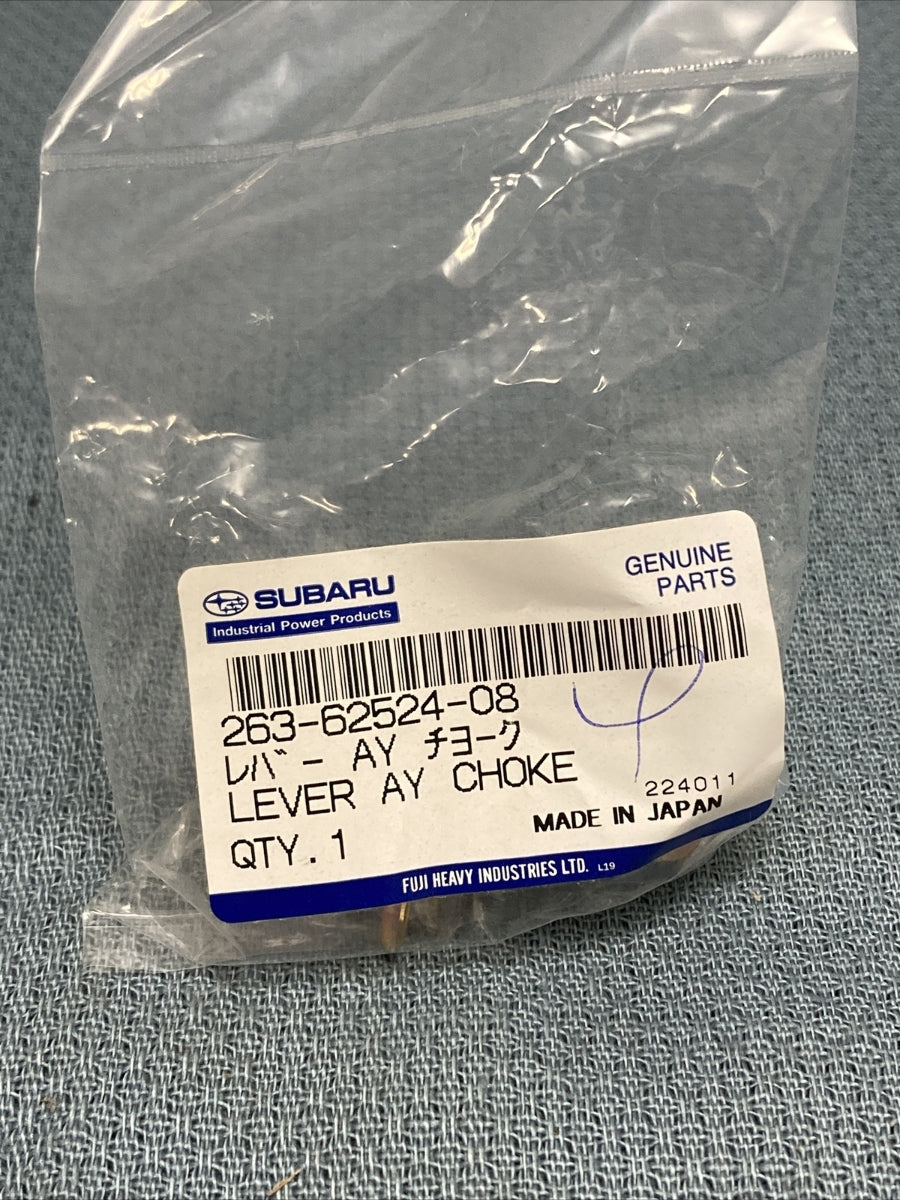 SUBARU
Industrial Power Products
GENUINE
PARTS
263-62524-08
ﾚﾊﾞｰ AY ﾁﾖｰｸ
LEVER AY CHOKE
224011
QTY.1
MADE IN JAPAN
FUJI HEAVY INDUSTRIES LTD. L19